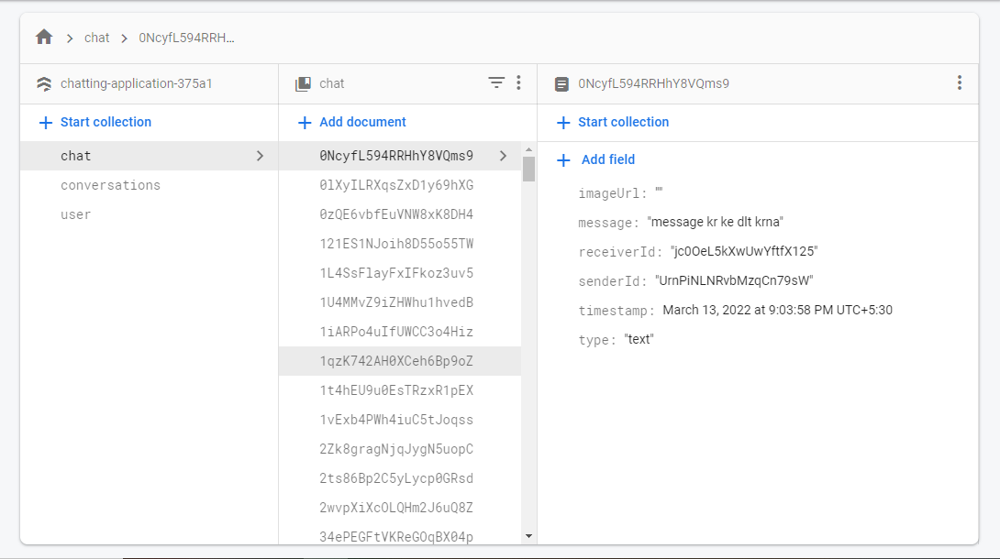 chat
0NcyfL594RRH...
chatting-application-375a1
chat
0NcyfL594RRHhY8VQms9
Start collection
Add document
Start collection
chat
conversations
user
0NcyfL594RRHhY8VQms9
0lXyILRXqsZxD1y69hXG
0zQE6vbfEuVNW8xK8DH4
121ES1NJoih8D55o55TW
1L4SsFlayFxIFkoz3uv5
1U4MMvZ9iZHWhu1hvedB
1iARPo4uIfUWCC3o4Hiz
1qzK742AH0XCeh6Bp9oZ
1t4hEU9u0EsTRzxR1pEX
1vExb4PWh4iuC5tJoqss
2Zk8gragNjqJygN5uopC
2ts86Bp2C5yLycp0GRsd
2wvpXiXcOLQHm2J6uQ8Z
34ePEGFtVKReGOqBX04p
Add field
imageUrl: ""
message: "message kr ke dlt krna"
receiverId: "jc0OeL5kXwUwYftfX125"
senderId: "UrnPiNLNRvbMzqCn79sW"
timestamp: March 13, 2022 at 9:03:58 PM UTC+5:30
type: "text"